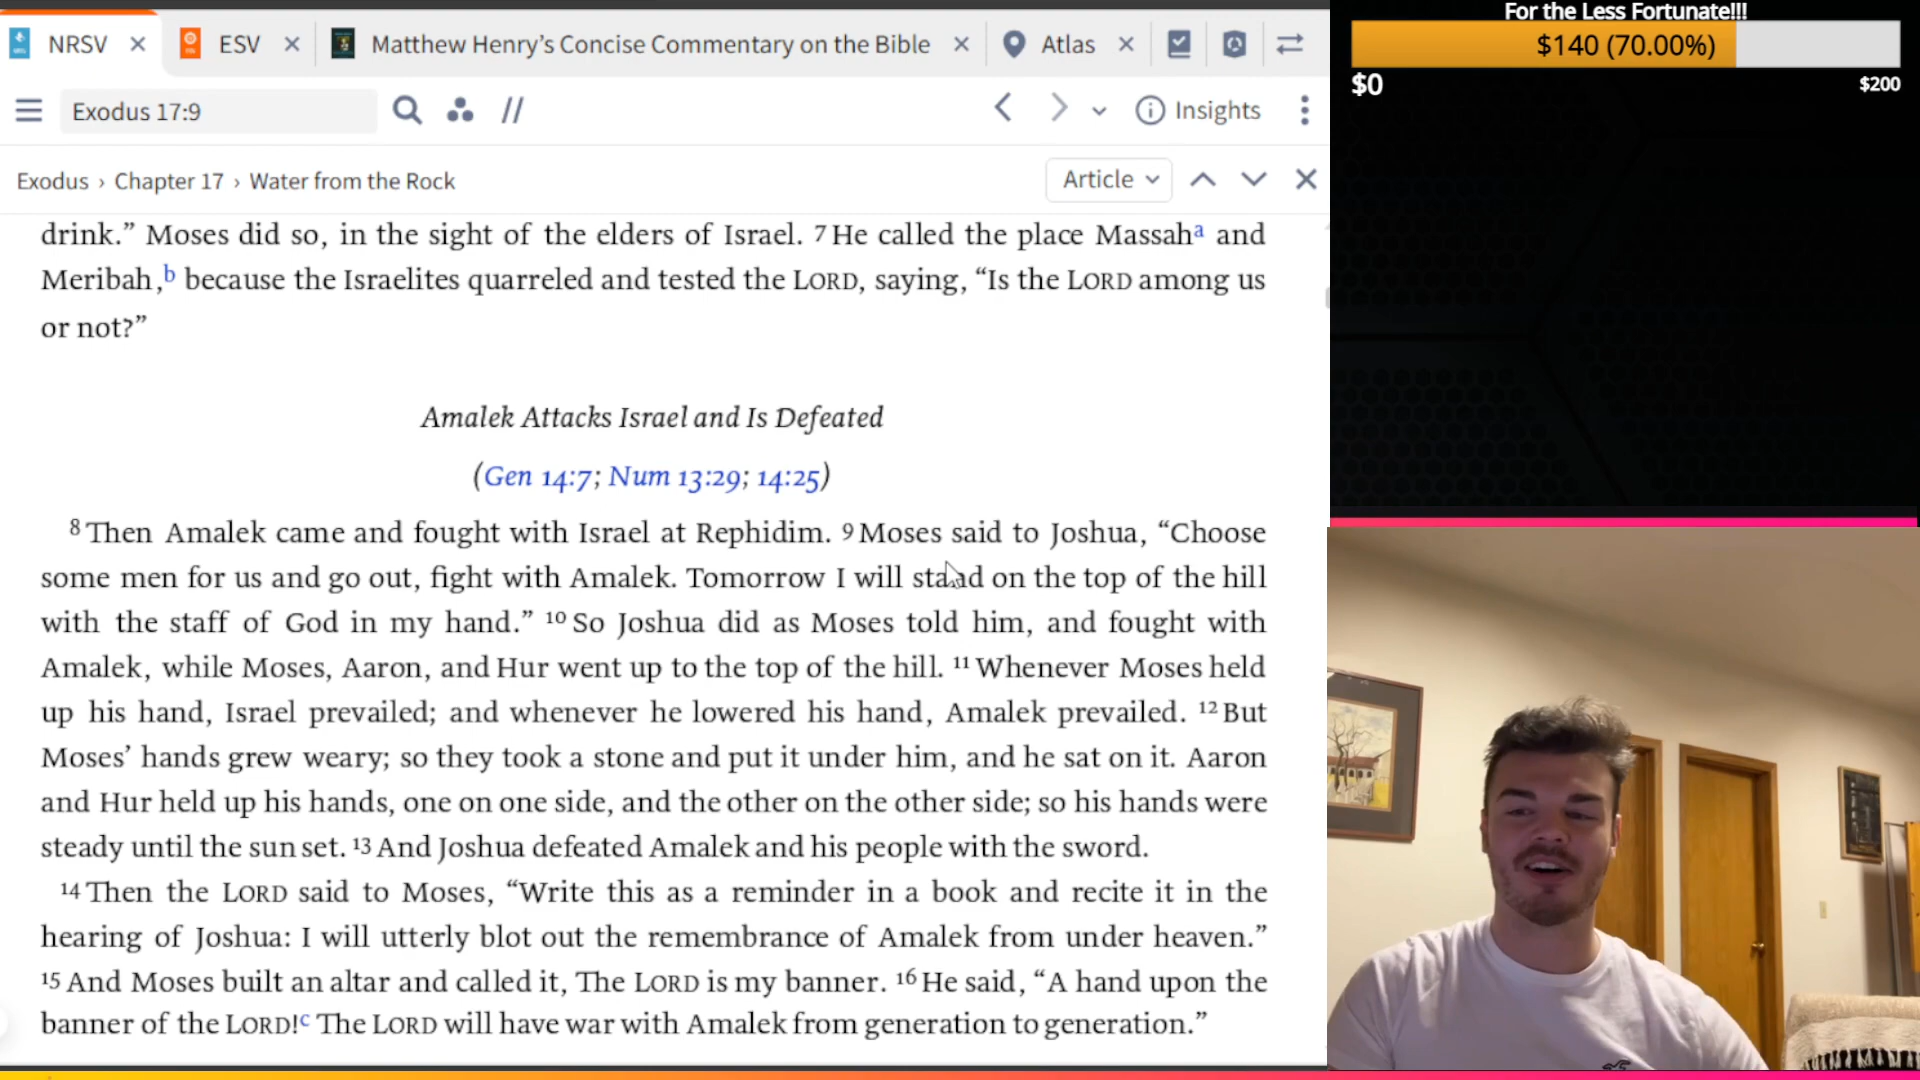 NRSV ESV Matthew Henry’s Concise Commentary on the Bible Atlas
Exodus 17:9 Insights
Exodus › Chapter 17 › Water from the Rock Article
drink.” Moses did so, in the sight of the elders of Israel. 7 He called the place Massahᵃ and
Meribah,ᵇ because the Israelites quarreled and tested the LORD, saying, “Is the LORD among us
or not?”
Amalek Attacks Israel and Is Defeated
(Gen 14:7; Num 13:29; 14:25)
8 Then Amalek came and fought with Israel at Rephidim. 9 Moses said to Joshua, “Choose
some men for us and go out, fight with Amalek. Tomorrow I will stand on the top of the hill
with the staff of God in my hand.” 10 So Joshua did as Moses told him, and fought with
Amalek, while Moses, Aaron, and Hur went up to the top of the hill. 11 Whenever Moses held
up his hand, Israel prevailed; and whenever he lowered his hand, Amalek prevailed. 12 But
Moses’ hands grew weary; so they took a stone and put it under him, and he sat on it. Aaron
and Hur held up his hands, one on one side, and the other on the other side; so his hands were
steady until the sun set. 13 And Joshua defeated Amalek and his people with the sword.
14 Then the LORD said to Moses, “Write this as a reminder in a book and recite it in the
hearing of Joshua: I will utterly blot out the remembrance of Amalek from under heaven.”
15 And Moses built an altar and called it, The LORD is my banner. 16 He said, “A hand upon the
banner of the LORD!ᶜ The LORD will have war with Amalek from generation to generation.”
For the Less Fortunate!!!
$140 (70.00%)
$0 $200